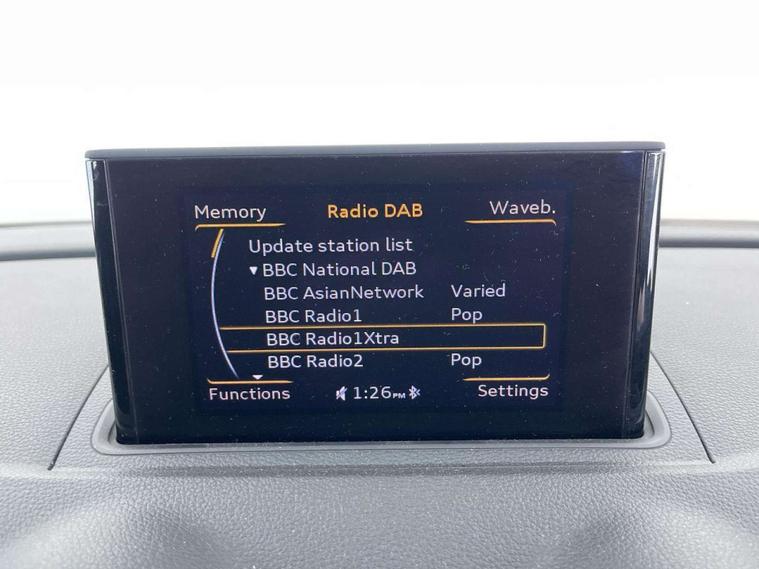 Memory Radio DAB Waveb.
Update station list
BBC National DAB
BBC AsianNetwork Varied
BBC Radio1 Pop
BBC Radio1Xtra
BBC Radio2 Pop
Functions 1:26PM Settings